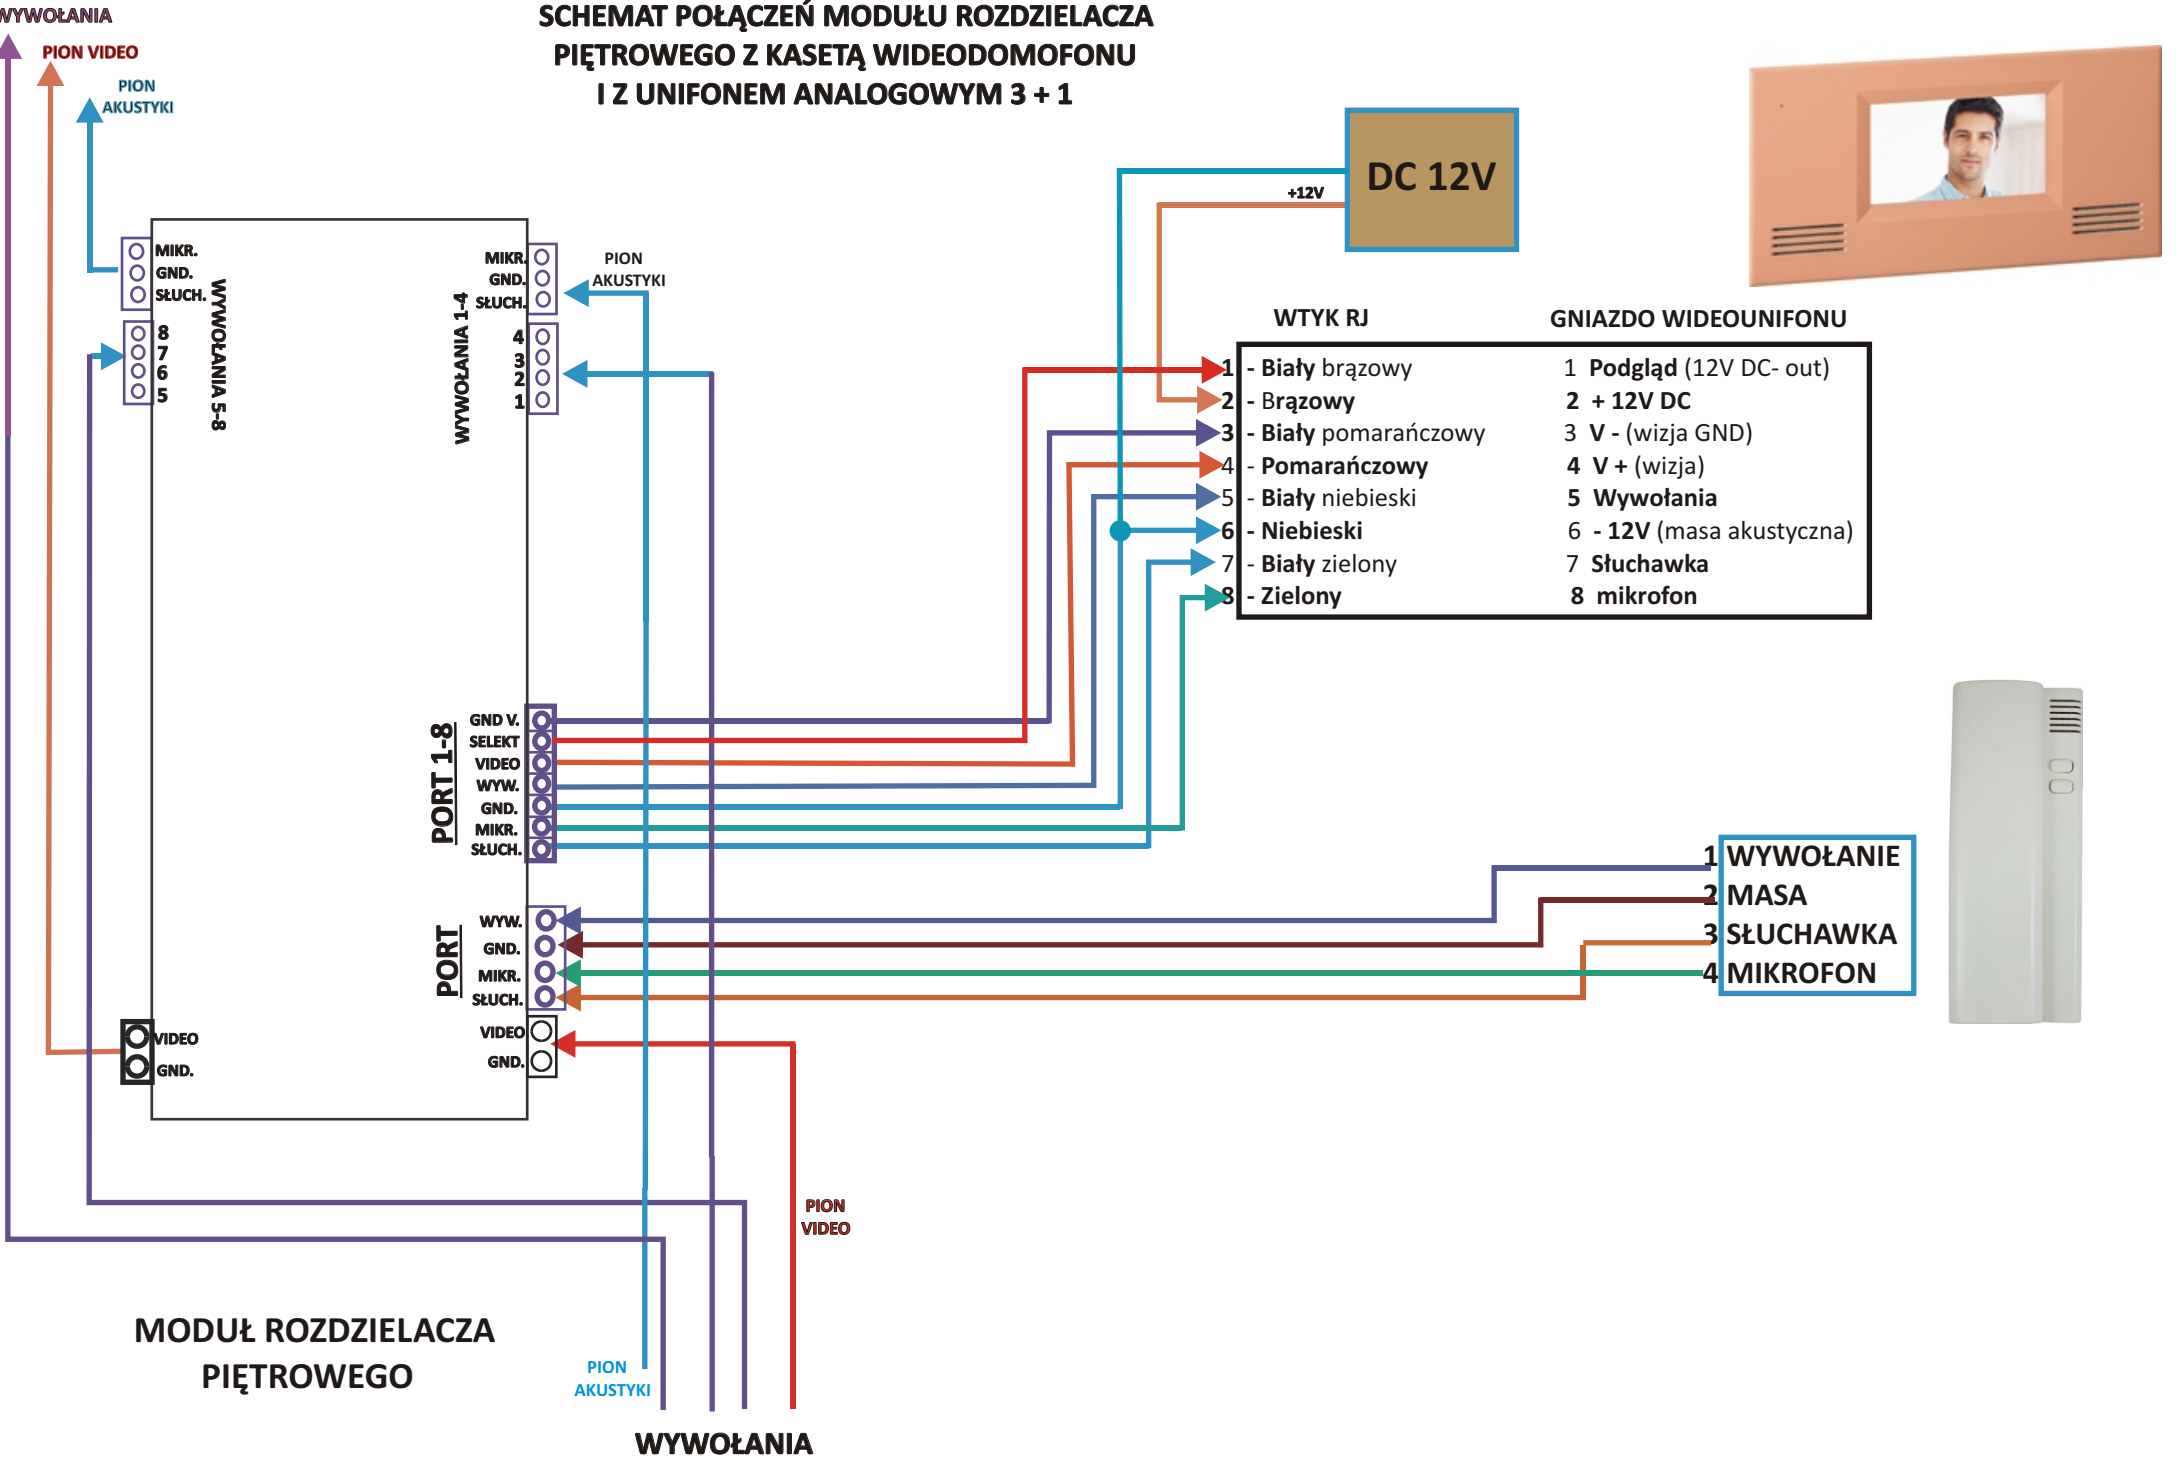 WYWOŁANIA
PION VIDEO
PION
AKUSTYKI
SCHEMAT POŁĄCZEŃ MODUŁU ROZDZIELACZA
PIĘTROWEGO Z KASETĄ WIDEODOMOFONU
I Z UNIFONEM ANALOGOWYM 3 + 1
DC 12V
+12V
MIKR.
GND.
SŁUCH.
8
7
6
5
WYWOŁANIA 5-8
MIKR.
GND.
SŁUCH.
4
3
2
1
WYWOŁANIA 1-4
PION
AKUSTYKI
WTYK RJ GNIAZDO WIDEOUNIFONU
1 - Biały brązowy 1 Podgląd (12V DC- out)
2 - Brązowy 2 + 12V DC
3 - Biały pomarańczowy 3 V - (wizja GND)
4 - Pomarańczowy 4 V + (wizja)
5 - Biały niebieski 5 Wywołania
6 - Niebieski 6 - 12V (masa akustyczna)
7 - Biały zielony 7 Słuchawka
8 - Zielony 8 mikrofon
PORT 1-8
GND V.
SELEKT
VIDEO
WYW.
GND.
MIKR.
SŁUCH.
PORT
WYW.
GND.
MIKR.
SŁUCH.
VIDEO
GND.
1 WYWOŁANIE
2 MASA
3 SŁUCHAWKA
4 MIKROFON
VIDEO
GND.
PION
VIDEO
MODUŁ ROZDZIELACZA
PIĘTROWEGO
PION
AKUSTYKI
WYWOŁANIA